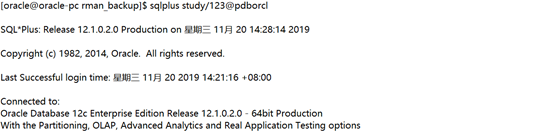 [oracle@oracle-pc rman_backup]$ sqlplus study/123@pdborcl
SQL*Plus: Release 12.1.0.2.0 Production on 星期三 11月 20 14:28:14 2019
Copyright (c) 1982, 2014, Oracle. All rights reserved.
Last Successful login time: 星期三 11月 20 2019 14:21:16 +08:00
Connected to:
Oracle Database 12c Enterprise Edition Release 12.1.0.2.0 - 64bit Production
With the Partitioning, OLAP, Advanced Analytics and Real Application Testing options